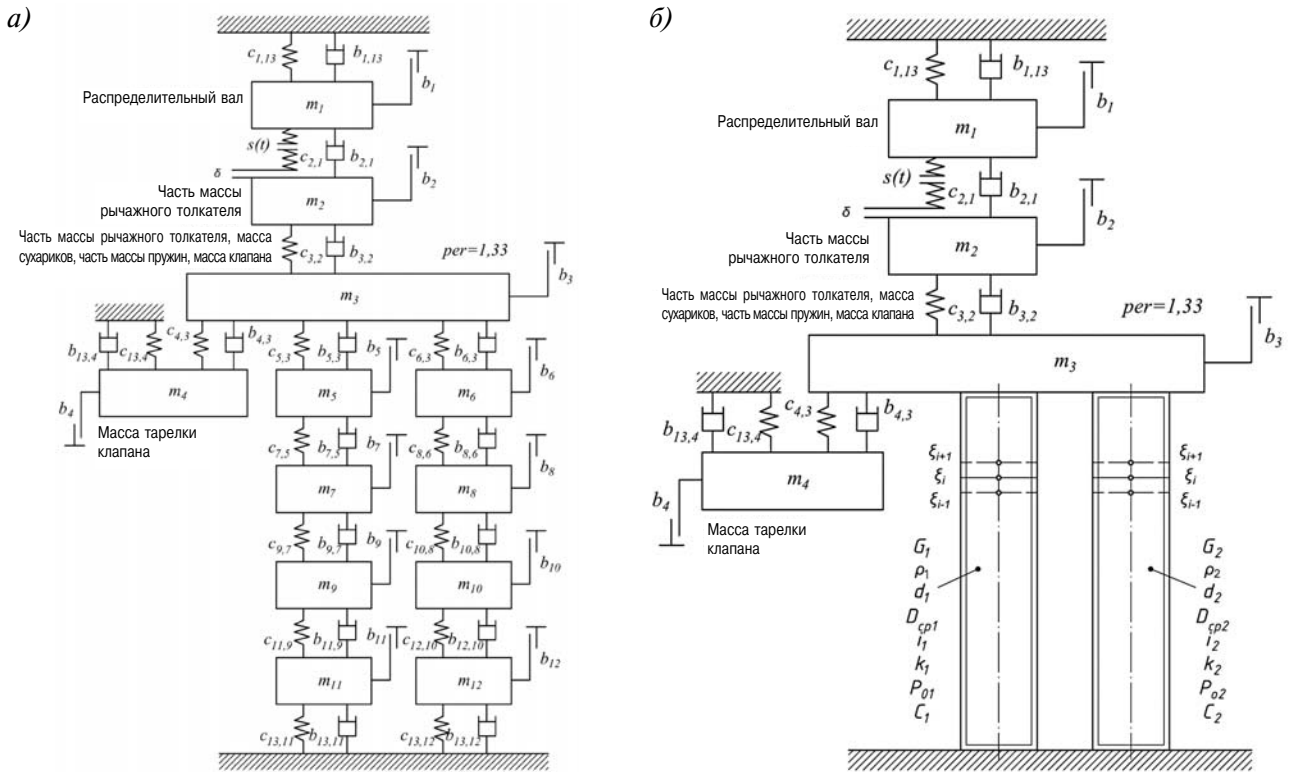 а)
c1,13
b1,13
b1
Распределительный вал
m1
s(t)
c2,1
b2,1
δ
b2
Часть массы
рычажного толкателя
m2
Часть массы рычажного толкателя, масса
сухариков, часть массы пружин, масса клапана
c3,2
b3,2
per=1,33
b3
m3
b13,4
c13,4
c4,3
b4,3
c5,3
b5,3
b5
c6,3
b6,3
b6
m4
m5
m6
b4
Масса тарелки
клапана
c7,5
b7,5
b7
c8,6
b8,6
b8
m7
m8
c9,7
b9,7
b9
c10,8
b10,8
b10
m9
m10
c11,9
b11,9
b11
c12,10
b12,10
b12
m11
m12
c13,11
b13,11
c13,12
b13,12
б)
c1,13
b1,13
b1
Распределительный вал
m1
s(t)
c2,1
b2,1
δ
b2
Часть массы
рычажного толкателя
m2
Часть массы рычажного толкателя, масса
сухариков, часть массы пружин, масса клапана
c3,2
b3,2
per=1,33
b3
m3
b13,4
c13,4
c4,3
b4,3
m4
b4
Масса тарелки
клапана
ξi+1
ξi
ξi-1
ξi+1
ξi
ξi-1
G1
ρ1
d1
Dçp1
i1
k1
P01
C1
G2
ρ2
d2
Dçp2
i2
k2
Po2
C2